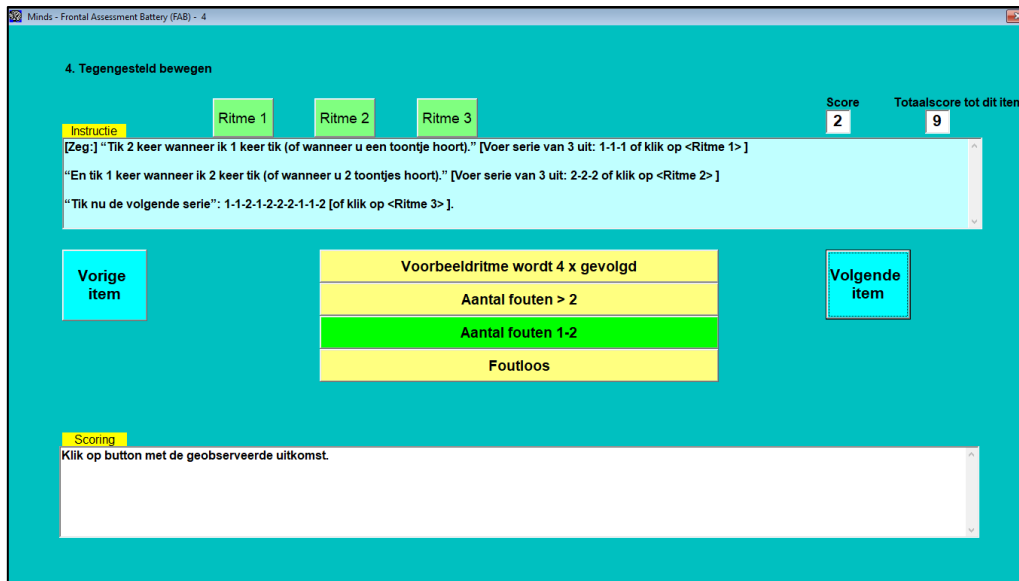 Minds - Frontal Assessment Battery (FAB) - 4
4. Tegengesteld bewegen
Ritme 1
Ritme 2
Ritme 3
Score
Totaalscore tot dit item
2
9
Instructie
[Zeg:] “Tik 2 keer wanneer ik 1 keer tik (of wanneer u een toontje hoort).” [Voer serie van 3 uit: 1-1-1 of klik op <Ritme 1> ]
“En tik 1 keer wanneer ik 2 keer tik (of wanneer u 2 toontjes hoort).” [Voer serie van 3 uit: 2-2-2 of klik op <Ritme 2> ]
“Tik nu de volgende serie”: 1-1-2-1-2-2-2-1-1-2 [of klik op <Ritme 3> ].
Vorige
item
Voorbeeldritme wordt 4 x gevolgd
Aantal fouten > 2
Aantal fouten 1-2
Foutloos
Volgende
item
Scoring
Klik op button met de geobserveerde uitkomst.